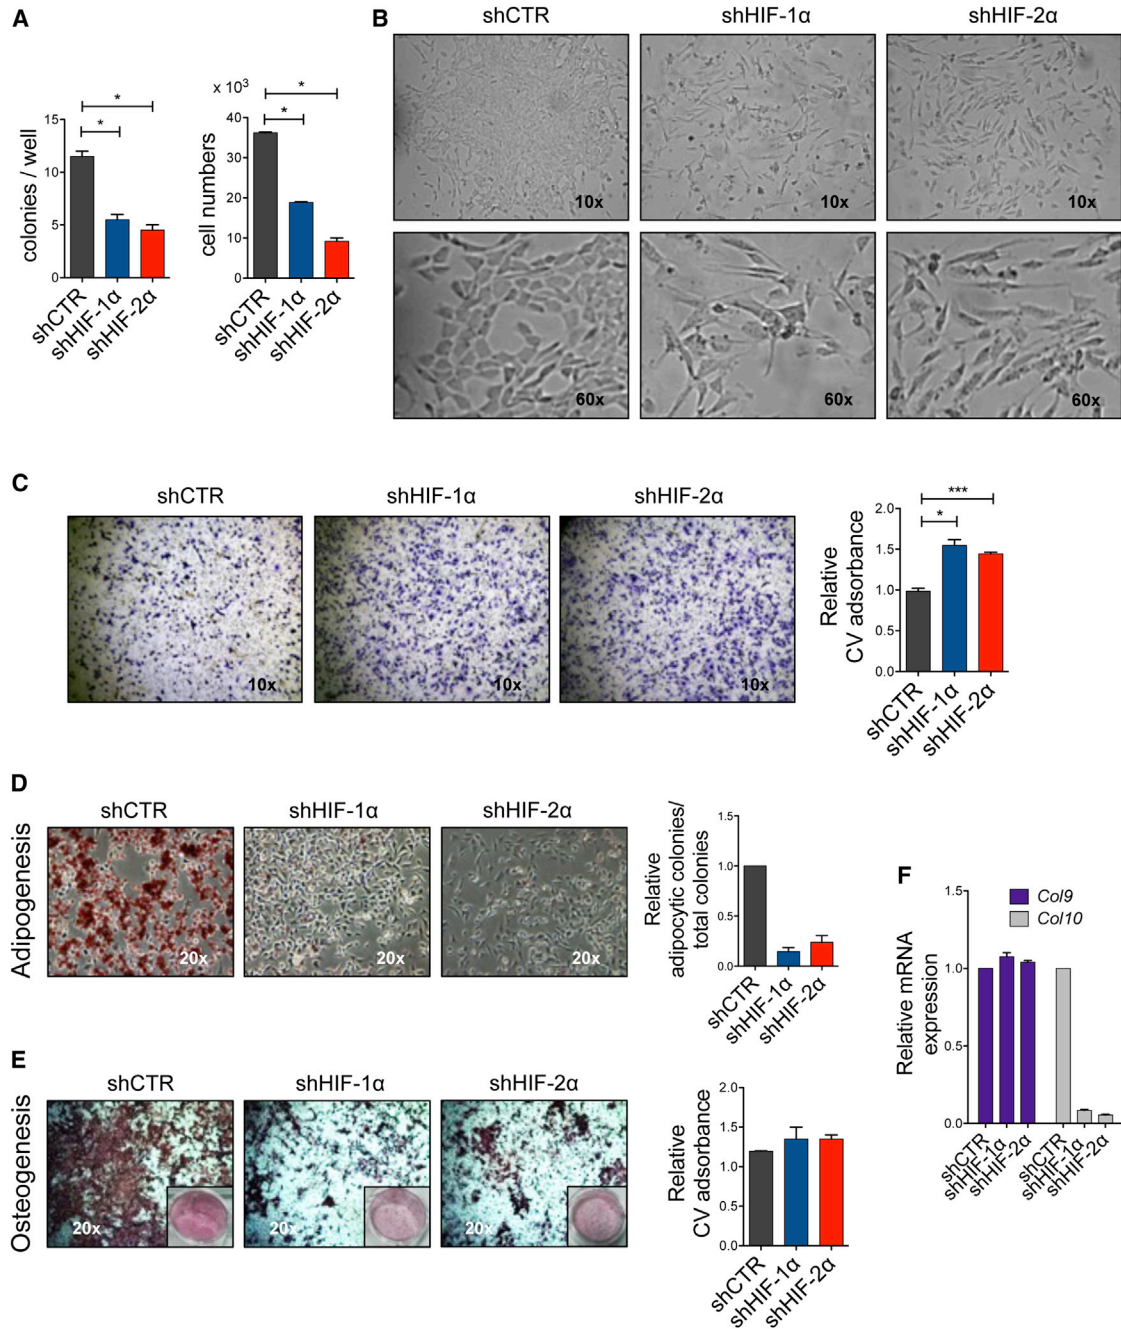 A
colonies / well
15
10
5
0
*
*
shCTR
shHIF-1α
shHIF-2α
x 10³
cell numbers
40
30
20
10
0
*
*
shCTR
shHIF-1α
shHIF-2α
B
shCTR
shHIF-1α
shHIF-2α
10x
10x
10x
60x
60x
60x
C
shCTR
shHIF-1α
shHIF-2α
10x
10x
10x
Relative
CV adsorbance
2.0
1.5
1.0
0.5
0.0
***
*
shCTR
shHIF-1α
shHIF-2α
D
Adipogenesis
shCTR
shHIF-1α
shHIF-2α
20x
20x
20x
Relative
adipocytic colonies/
total colonies
1.5
1.0
0.5
0.0
shCTR
shHIF-1α
shHIF-2α
E
Osteogenesis
shCTR
shHIF-1α
shHIF-2α
20x
20x
20x
Relative
CV adsorbance
2.0
1.5
1.0
0.5
0.0
shCTR
shHIF-1α
shHIF-2α
F
Relative mRNA
expression
1.5
1.0
0.5
0.0
Col9
Col10
shCTR
shHIF-1α
shHIF-2α
shCTR
shHIF-1α
shHIF-2α